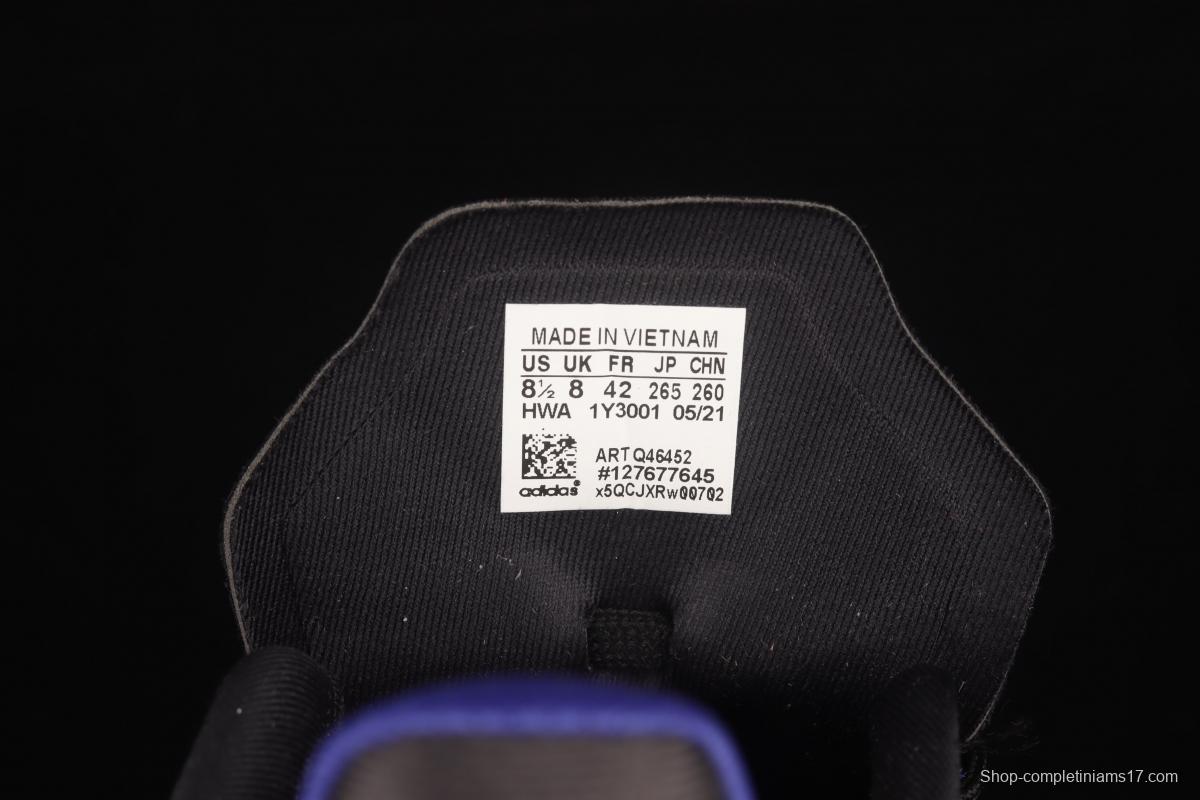 MADE IN VIETNAM
US UK FR JP CHN
8½ 8 42 265 260
HWA 1Y3001 05/21
ART Q46452
#127677645
adidas x5QCJXRw00702
Shop-completiniams17.com